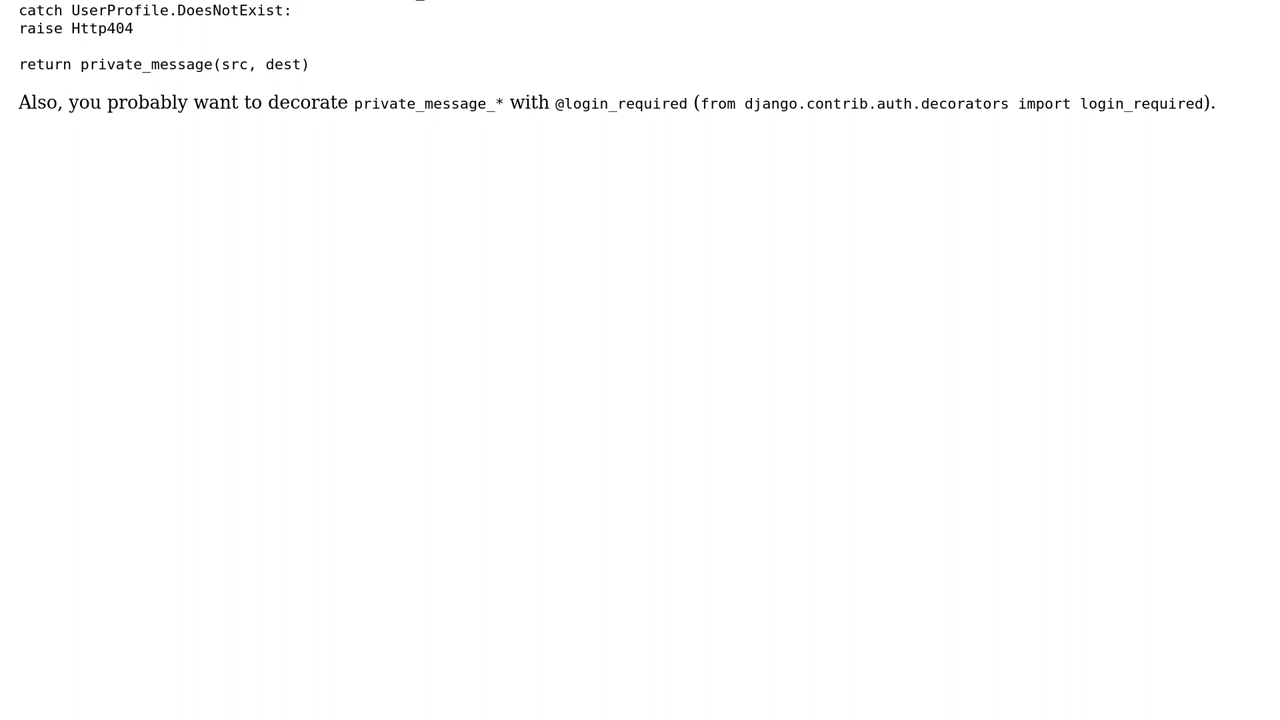 catch UserProfile.DoesNotExist:
raise Http404
return private_message(src, dest)
Also, you probably want to decorate private_message_* with @login_required (from django.contrib.auth.decorators import login_required).